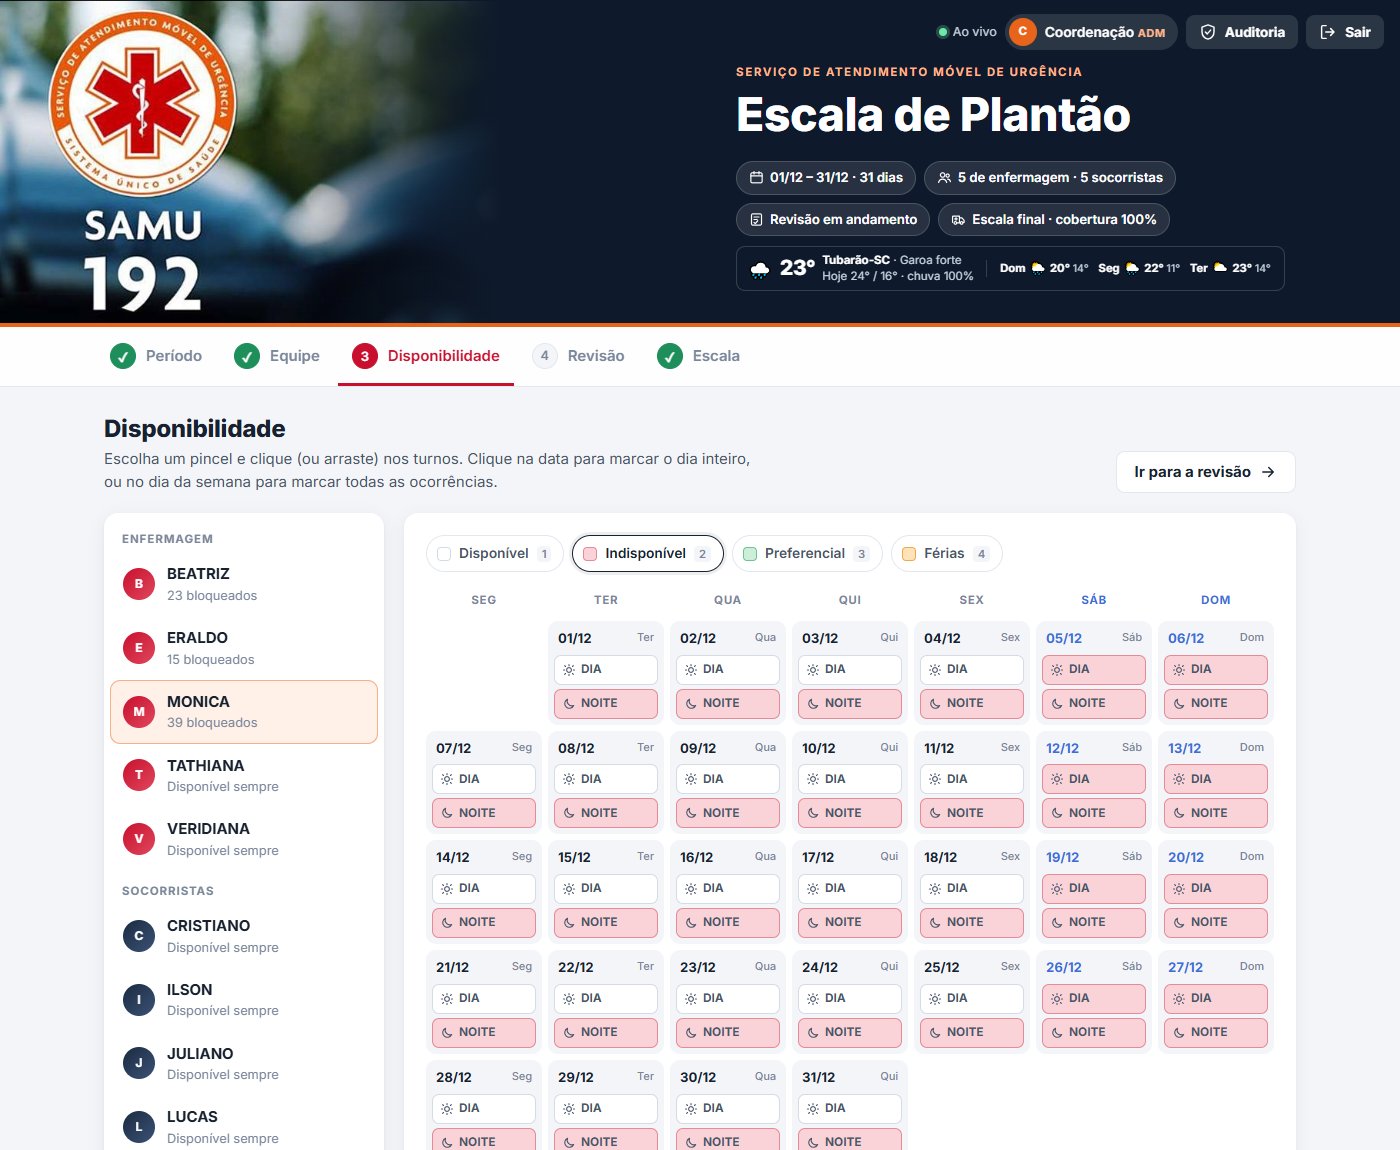 SERVIÇO DE ATENDIMENTO MÓVEL DE URGÊNCIA
SISTEMA ÚNICO DE SAÚDE
SAMU
192
Ao vivo
C Coordenação ADM
Auditoria
Sair
SERVIÇO DE ATENDIMENTO MÓVEL DE URGÊNCIA
Escala de Plantão
01/12 – 31/12 · 31 dias
5 de enfermagem · 5 socorristas
Revisão em andamento
Escala final · cobertura 100%
23° Tubarão-SC · Garoa forte
Hoje 24° / 16° · chuva 100%
Dom 20° 14° Seg 22° 11° Ter 23° 14°
✓ Período
✓ Equipe
3 Disponibilidade
4 Revisão
✓ Escala
Disponibilidade
Escolha um pincel e clique (ou arraste) nos turnos. Clique na data para marcar o dia inteiro,
ou no dia da semana para marcar todas as ocorrências.
Ir para a revisão →
ENFERMAGEM
B BEATRIZ
23 bloqueados
E ERALDO
15 bloqueados
M MONICA
39 bloqueados
T TATHIANA
Disponível sempre
V VERIDIANA
Disponível sempre
SOCORRISTAS
C CRISTIANO
Disponível sempre
I ILSON
Disponível sempre
J JULIANO
Disponível sempre
L LUCAS
Disponível sempre
Disponível 1
Indisponível 2
Preferencial 3
Férias 4
SEG TER QUA QUI SEX SÁB DOM
01/12 Ter 02/12 Qua 03/12 Qui 04/12 Sex 05/12 Sáb 06/12 Dom
DIA DIA DIA DIA DIA DIA
NOITE NOITE NOITE NOITE NOITE NOITE
07/12 Seg 08/12 Ter 09/12 Qua 10/12 Qui 11/12 Sex 12/12 Sáb 13/12 Dom
DIA DIA DIA DIA DIA DIA DIA
NOITE NOITE NOITE NOITE NOITE NOITE NOITE
14/12 Seg 15/12 Ter 16/12 Qua 17/12 Qui 18/12 Sex 19/12 Sáb 20/12 Dom
DIA DIA DIA DIA DIA DIA DIA
NOITE NOITE NOITE NOITE NOITE NOITE NOITE
21/12 Seg 22/12 Ter 23/12 Qua 24/12 Qui 25/12 Sex 26/12 Sáb 27/12 Dom
DIA DIA DIA DIA DIA DIA DIA
NOITE NOITE NOITE NOITE NOITE NOITE NOITE
28/12 Seg 29/12 Ter 30/12 Qua 31/12 Qui
DIA DIA DIA DIA
NOITE NOITE NOITE NOITE